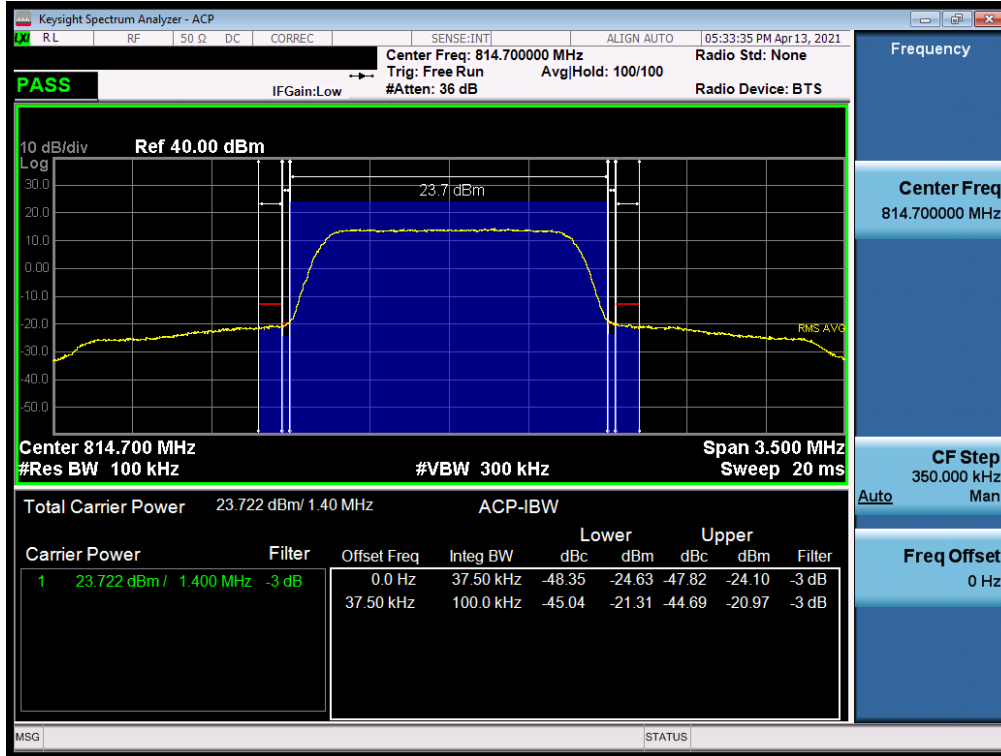 Keysight Spectrum Analyzer - ACP
LXI RL RF 50 Ω DC CORREC SENSE:INT ALIGN AUTO 05:33:35 PM Apr 13, 2021
Frequency
Center Freq: 814.700000 MHz Radio Std: None
Trig: Free Run Avg|Hold: 100/100
PASS IFGain:Low #Atten: 36 dB Radio Device: BTS
10 dB/div Ref 40.00 dBm
Log
30.0
20.0
10.0
0.00
-10.0
-20.0
-30.0
-40.0
-50.0
23.7 dBm
RMS AVG
Center 814.700 MHz Span 3.500 MHz
#Res BW 100 kHz #VBW 300 kHz Sweep 20 ms
Total Carrier Power 23.722 dBm/ 1.40 MHz ACP-IBW
Lower Upper
Carrier Power Filter Offset Freq Integ BW dBc dBm dBc dBm Filter
1 23.722 dBm / 1.400 MHz -3 dB 0.0 Hz 37.50 kHz -48.35 -24.63 -47.82 -24.10 -3 dB
37.50 kHz 100.0 kHz -45.04 -21.31 -44.69 -20.97 -3 dB
Center Freq
814.700000 MHz
CF Step
350.000 kHz
Auto Man
Freq Offset
0 Hz
MSG STATUS